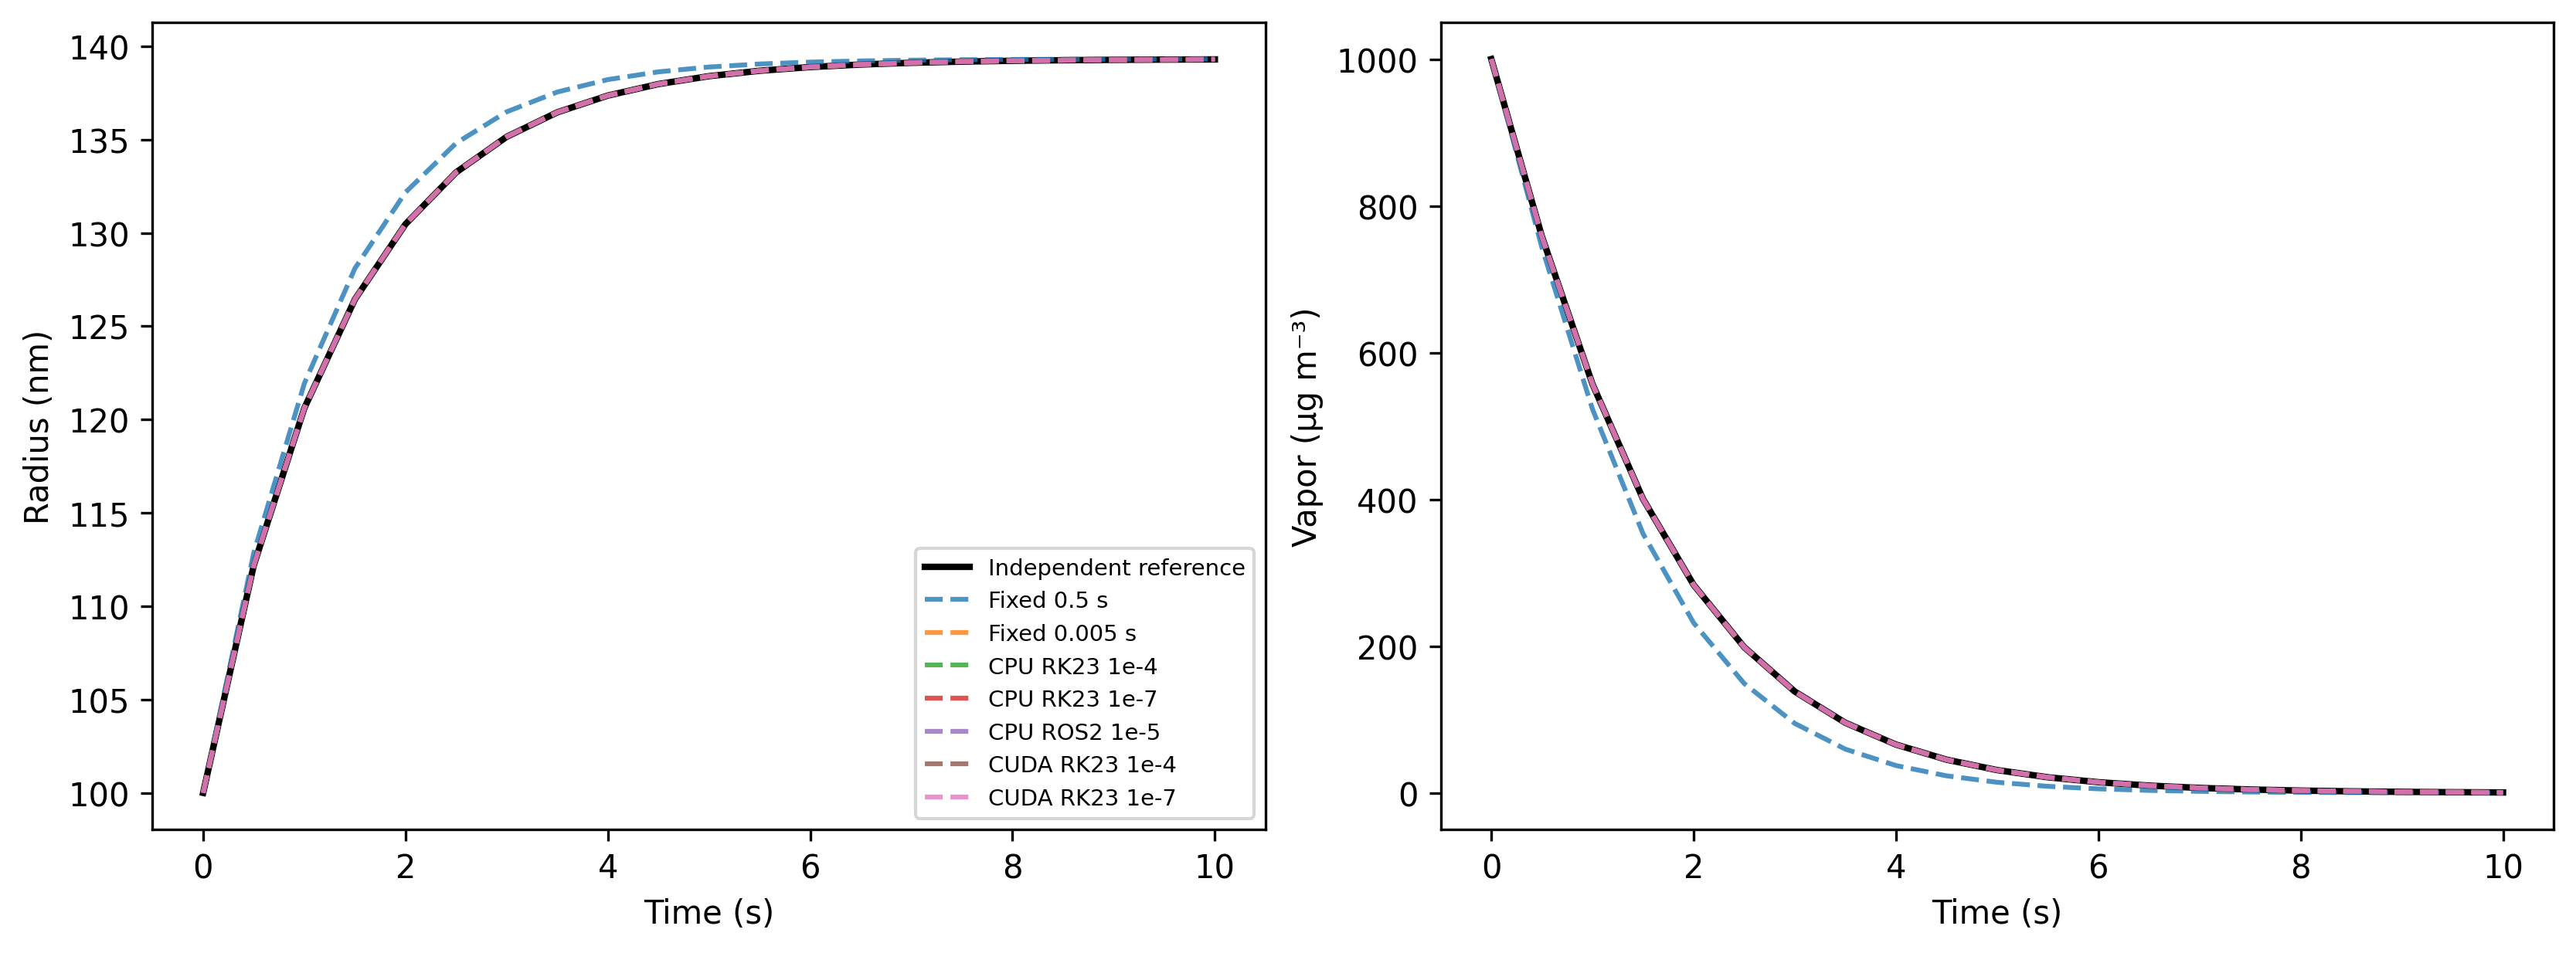 Radius (nm)
140
135
130
125
120
115
110
105
100
0 2 4 6 8 10
Time (s)
Independent reference
Fixed 0.5 s
Fixed 0.005 s
CPU RK23 1e-4
CPU RK23 1e-7
CPU ROS2 1e-5
CUDA RK23 1e-4
CUDA RK23 1e-7
Vapor (µg m⁻³)
1000
800
600
400
200
0
0 2 4 6 8 10
Time (s)